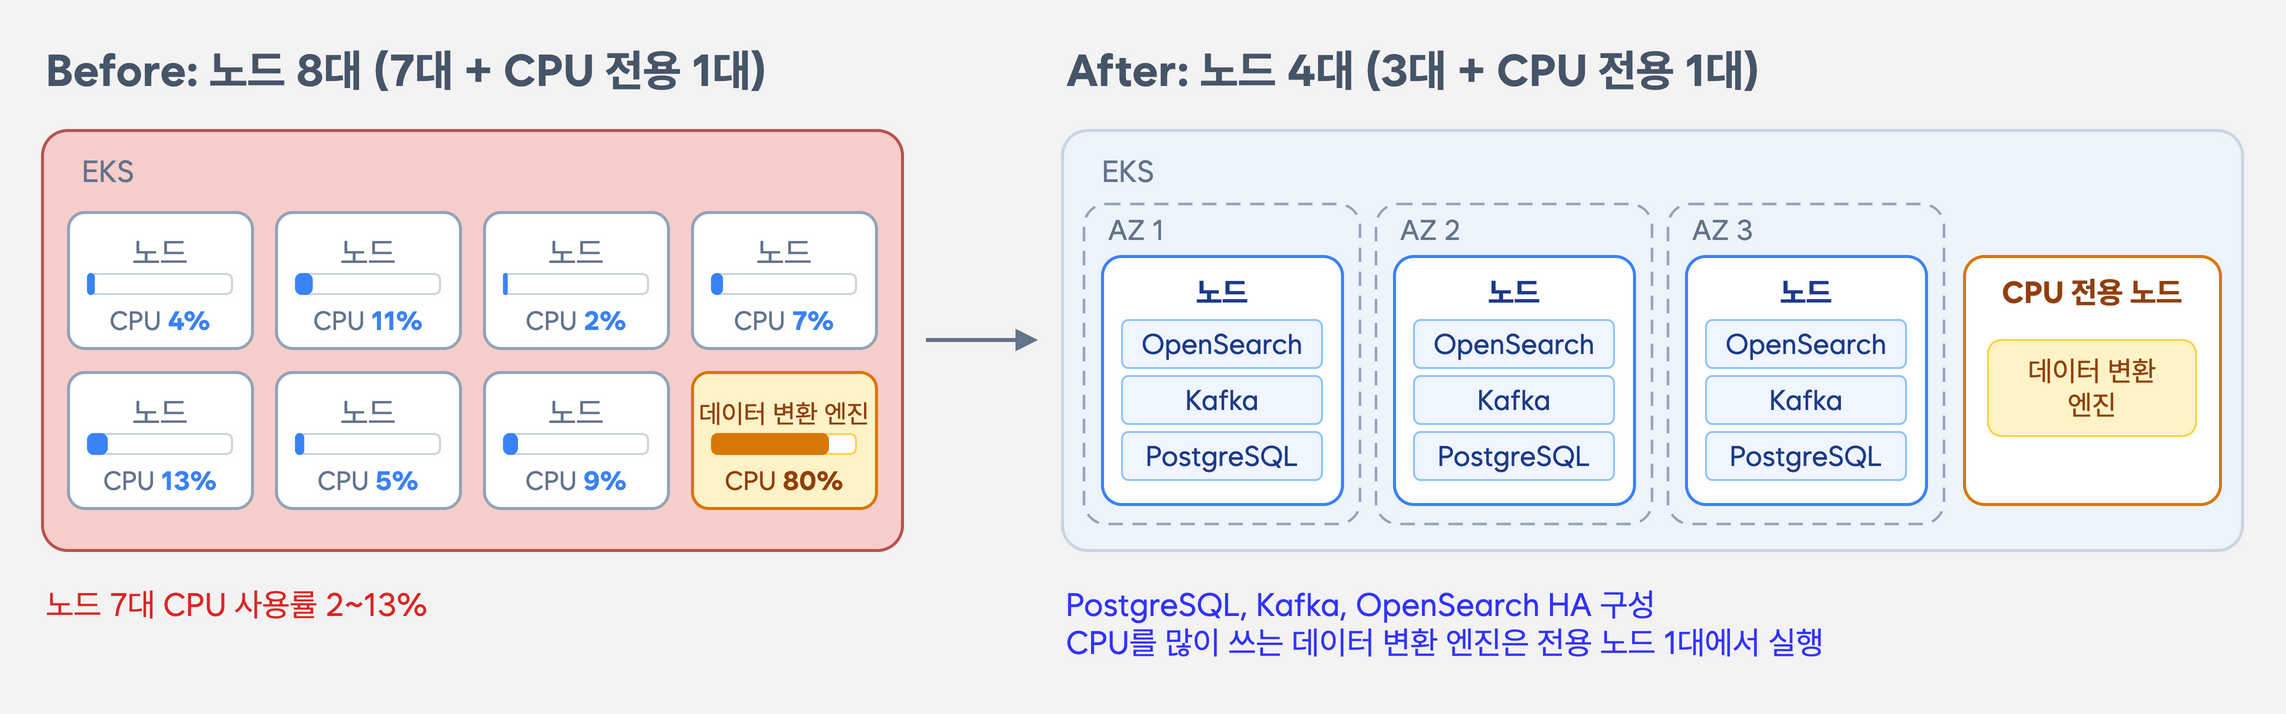 Before: 노드 8대 (7대 + CPU 전용 1대)
EKS
노드
CPU 4%
노드
CPU 11%
노드
CPU 2%
노드
CPU 7%
노드
CPU 13%
노드
CPU 5%
노드
CPU 9%
데이터 변환 엔진
CPU 80%
노드 7대 CPU 사용률 2~13%
After: 노드 4대 (3대 + CPU 전용 1대)
EKS
AZ 1
노드
OpenSearch
Kafka
PostgreSQL
AZ 2
노드
OpenSearch
Kafka
PostgreSQL
AZ 3
노드
OpenSearch
Kafka
PostgreSQL
CPU 전용 노드
데이터 변환
엔진
PostgreSQL, Kafka, OpenSearch HA 구성
CPU를 많이 쓰는 데이터 변환 엔진은 전용 노드 1대에서 실행